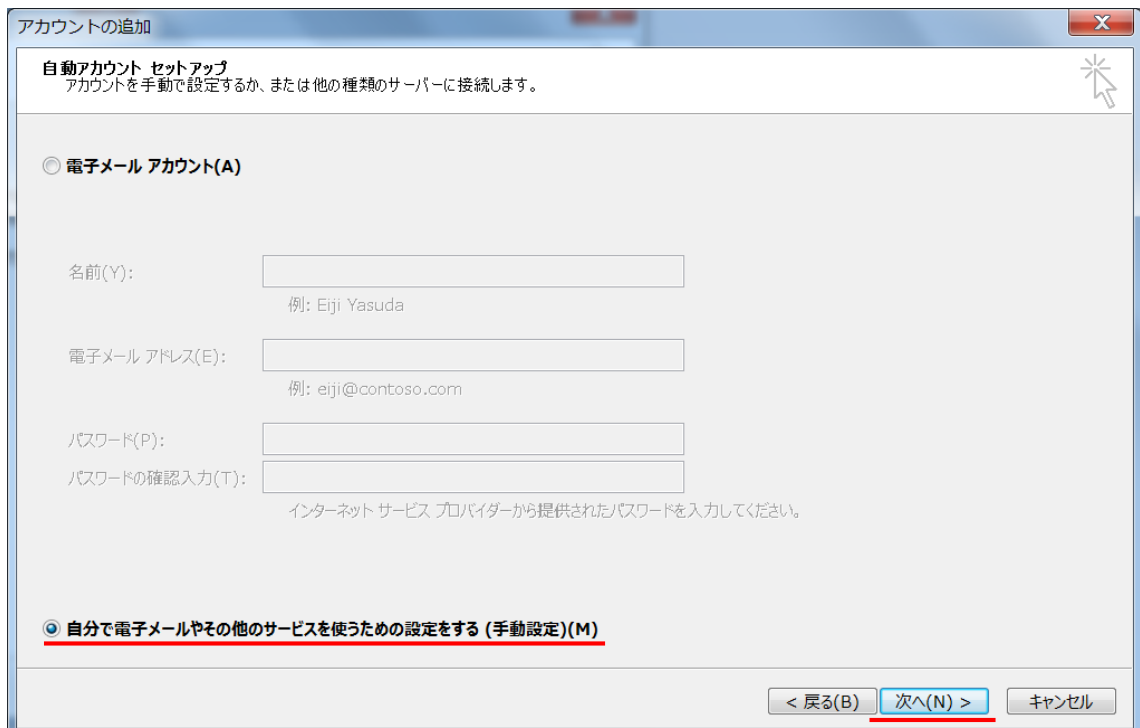 アカウントの追加
自動アカウント セットアップ
アカウントを手動で設定するか、または他の種類のサーバーに接続します。
電子メール アカウント(A)
名前(Y):
例: Eiji Yasuda
電子メール アドレス(E):
例: eiji@contoso.com
パスワード(P):
パスワードの確認入力(T):
インターネット サービス プロバイダーから提供されたパスワードを入力してください。
自分で電子メールやその他のサービスを使うための設定をする (手動設定)(M)
< 戻る(B) 次へ(N) > キャンセル